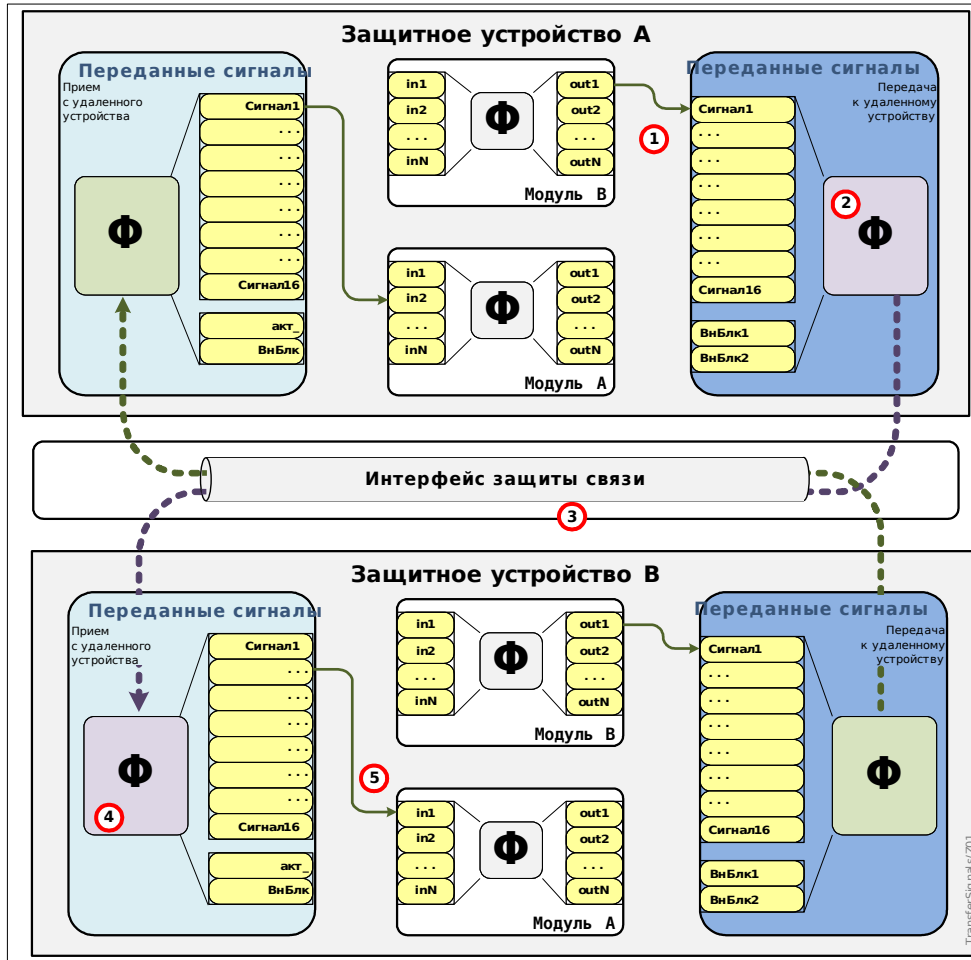 Защитное устройство A
Переданные сигналы
Прием
с удаленного
устройства
Сигнал1
...
...
...
...
...
...
Сигнал16
акт_
ВнБлк
Ф
in1
in2
...
inN
Ф
out1
out2
...
outN
Модуль B
in1
in2
...
inN
Ф
out1
out2
...
outN
Модуль A
1
Переданные сигналы
Передача
к удаленному
устройству
Сигнал1
...
...
...
...
...
...
Сигнал16
ВнБлк1
ВнБлк2
2
Ф
Интерфейс защиты связи
3
Защитное устройство B
Переданные сигналы
Прием
с удаленного
устройства
Сигнал1
...
...
...
...
...
...
Сигнал16
акт_
ВнБлк
Ф
4
in1
in2
...
inN
Ф
out1
out2
...
outN
Модуль B
5
in1
in2
...
inN
Ф
out1
out2
...
outN
Модуль A
Переданные сигналы
Передача
к удаленному
устройству
Сигнал1
...
...
...
...
...
...
Сигнал16
ВнБлк1
ВнБлк2
Ф
TransferSignals_Z01